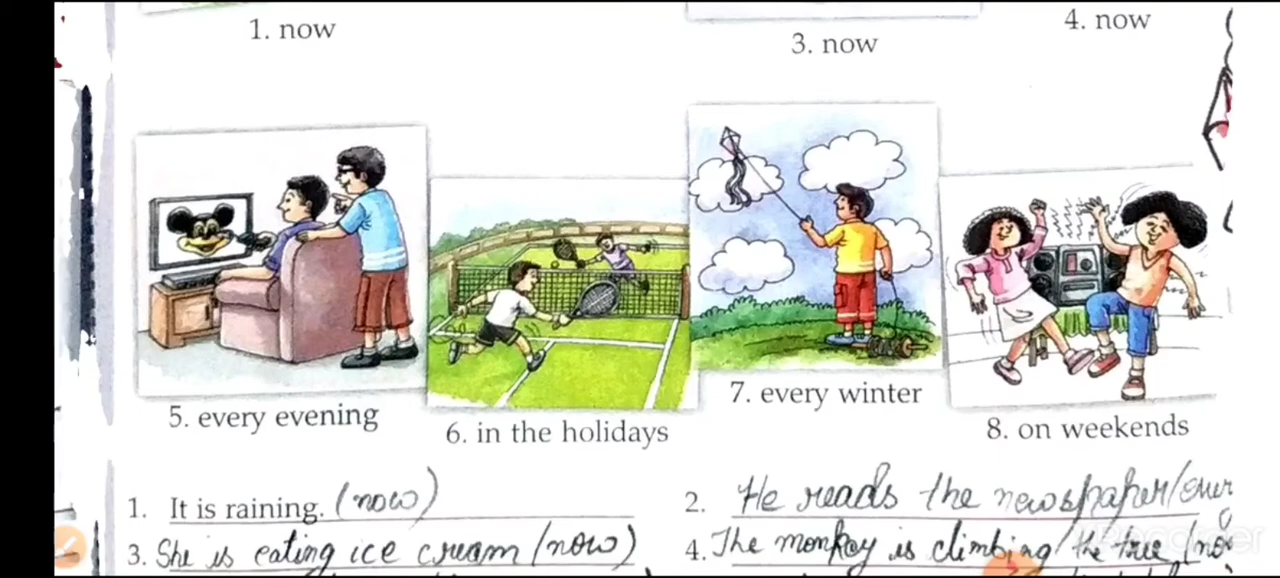 1. now
3. now
4. now
5. every evening
6. in the holidays
7. every winter
8. on weekends
1. It is raining. (now)
2. He reads the newspaper/ever
3. She is eating ice cream (now)
4. The monkey is climbing the tree (no